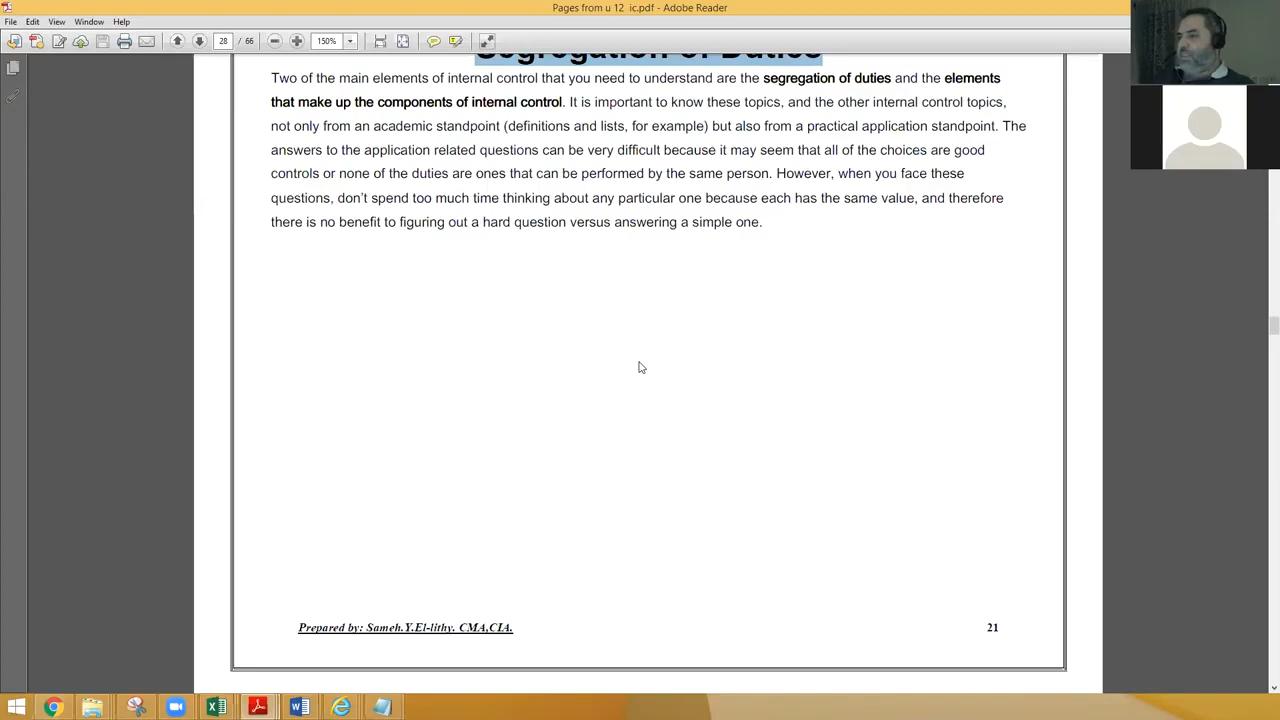 Pages from u 12 ic.pdf - Adobe Reader
File Edit View Window Help
28 / 66 150%
Segregation of Duties
Two of the main elements of internal control that you need to understand are the segregation of duties and the elements
that make up the components of internal control. It is important to know these topics, and the other internal control topics,
not only from an academic standpoint (definitions and lists, for example) but also from a practical application standpoint. The
answers to the application related questions can be very difficult because it may seem that all of the choices are good
controls or none of the duties are ones that can be performed by the same person. However, when you face these
questions, don't spend too much time thinking about any particular one because each has the same value, and therefore
there is no benefit to figuring out a hard question versus answering a simple one.
Prepared by: Sameh.Y.El-lithy. CMA,CIA. 21